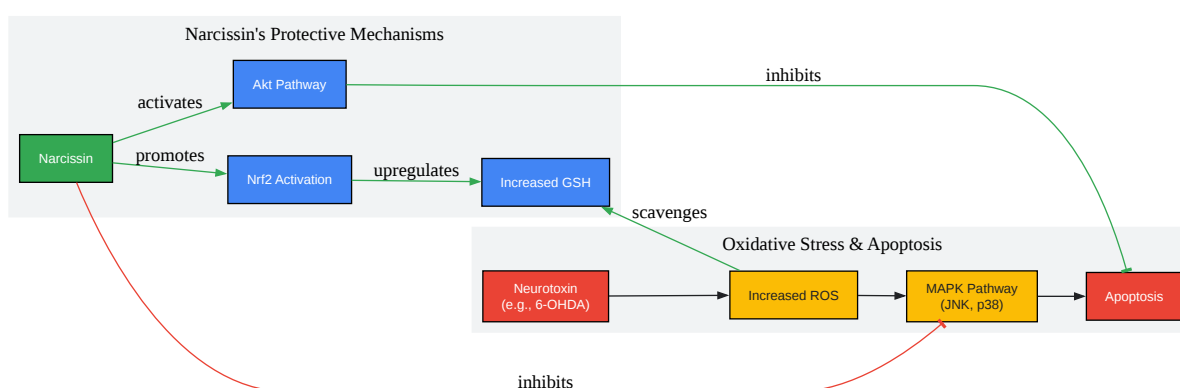 Narcissin's Protective Mechanisms
Akt Pathway
inhibits
activates
Narcissin
promotes
Nrf2 Activation
upregulates
Increased GSH
scavenges
Oxidative Stress & Apoptosis
Neurotoxin
(e.g., 6-OHDA)
Increased ROS
MAPK Pathway
(JNK, p38)
Apoptosis
inhibits